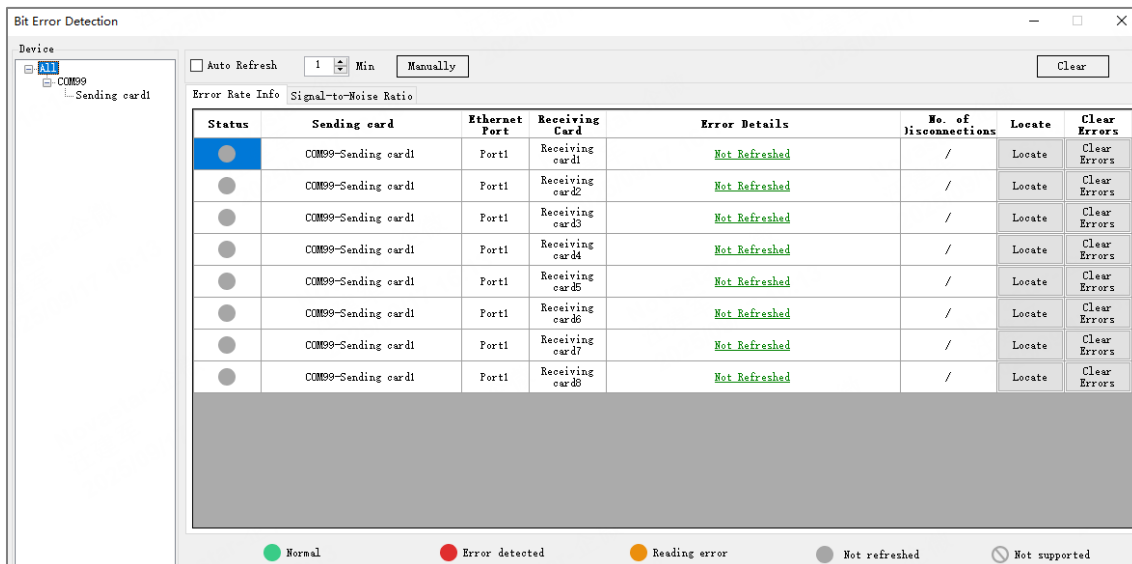 Bit Error Detection
Device
All
COM99
Sending card1
Auto Refresh 1 Min Manually Clear
Error Rate Info Signal-to-Noise Ratio
Status Sending card Ethernet Port Receiving Card Error Details No. of Disconnections Locate Clear Errors
COM99-Sending card1 Port1 Receiving card1 Not Refreshed / Locate Clear Errors
COM99-Sending card1 Port1 Receiving card2 Not Refreshed / Locate Clear Errors
COM99-Sending card1 Port1 Receiving card3 Not Refreshed / Locate Clear Errors
COM99-Sending card1 Port1 Receiving card4 Not Refreshed / Locate Clear Errors
COM99-Sending card1 Port1 Receiving card5 Not Refreshed / Locate Clear Errors
COM99-Sending card1 Port1 Receiving card6 Not Refreshed / Locate Clear Errors
COM99-Sending card1 Port1 Receiving card7 Not Refreshed / Locate Clear Errors
COM99-Sending card1 Port1 Receiving card8 Not Refreshed / Locate Clear Errors
Normal Error detected Reading error Not refreshed Not supported